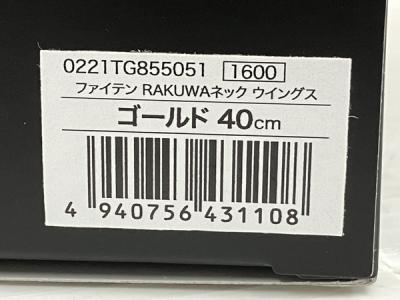 0221TG855051 1600
ファイテン RAKUWAネック ウイングス
ゴールド 40cm
4 940756 431108